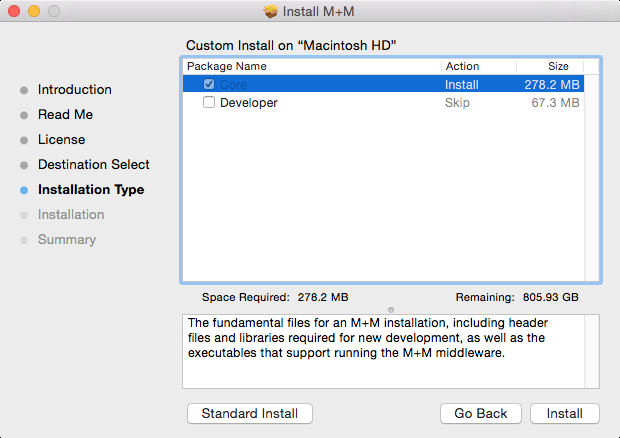 Install M+M
Custom Install on “Macintosh HD”
Package Name Action Size
Core Install 278.2 MB
Developer Skip 67.3 MB
Introduction
Read Me
License
Destination Select
Installation Type
Installation
Summary
Space Required: 278.2 MB Remaining: 805.93 GB
The fundamental files for an M+M installation, including header
files and libraries required for new development, as well as the
executables that support running the M+M middleware.
Standard Install Go Back Install